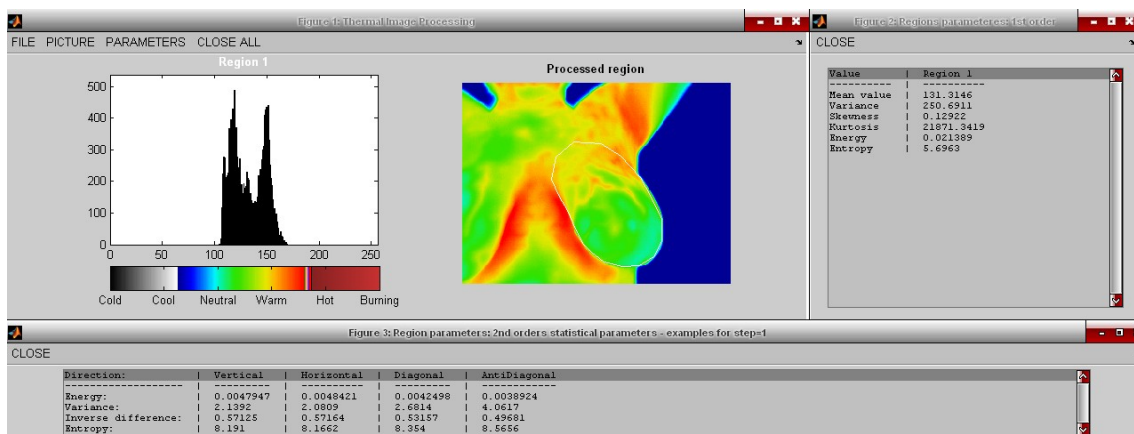 Figure 1: Thermal Image Processing
FILE PICTURE PARAMETERS CLOSE ALL
Region 1
500
400
300
200
100
0
0 50 100 150 200 250
Cold Cool Neutral Warm Hot Burning
Processed region
Figure 2: Regions parameteres: 1st order
CLOSE
Value | Region 1
---------- | ----------
Mean value | 131.3146
Variance | 250.6911
Skewness | 0.12922
Kurtosis | 21871.3419
Energy | 0.021389
Entropy | 5.6963
Figure 3: Region parameters: 2nd orders statistical parameters - examples for step=1
CLOSE
Direction: | Vertical | Horizontal | Diagonal | AntiDiagonal
------------------- | --------- | ---------- | --------- | ------------
Energy: | 0.0047947 | 0.0048421 | 0.0042498 | 0.0038924
Variance: | 2.1392 | 2.0809 | 2.6814 | 4.0617
Inverse difference: | 0.57125 | 0.57164 | 0.53157 | 0.49681
Entropy: | 8.191 | 8.1662 | 8.354 | 8.5656